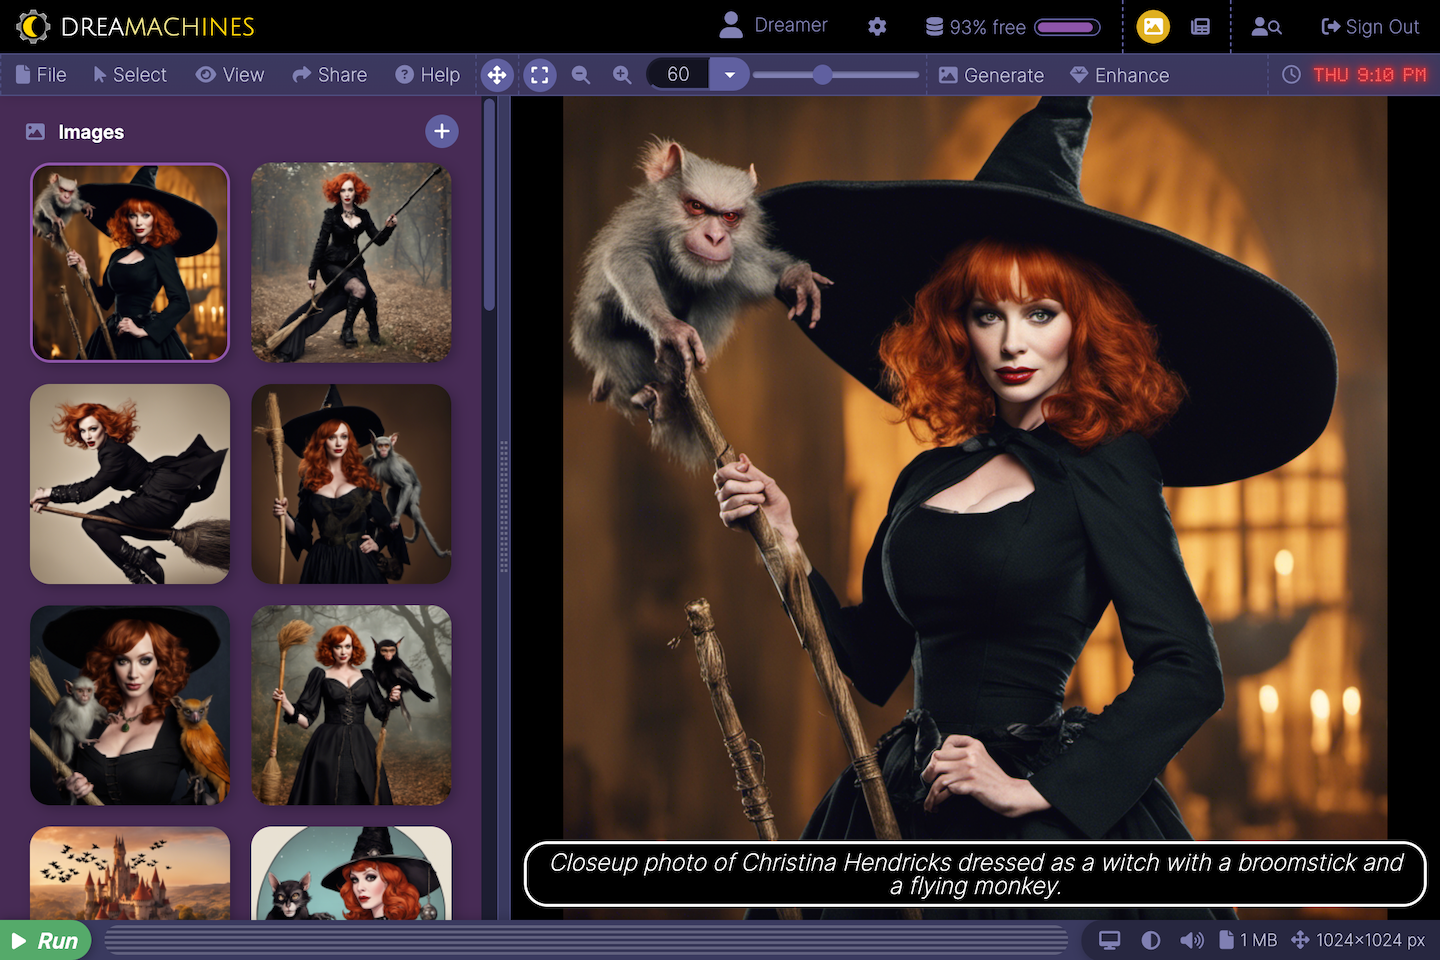 DREAMACHINES
Dreamer
93% free
Sign Out
File
Select
View
Share
Help
60
Generate
Enhance
THU 9:10 PM
Images
Closeup photo of Christina Hendricks dressed as a witch with a broomstick and
a flying monkey.
Run
1 MB
1024×1024 px